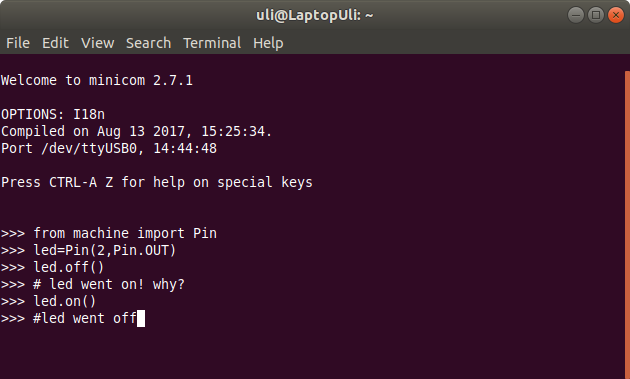 uli@LaptopUli: ~
File Edit View Search Terminal Help
Welcome to minicom 2.7.1
OPTIONS: I18n
Compiled on Aug 13 2017, 15:25:34.
Port /dev/ttyUSB0, 14:44:48
Press CTRL-A Z for help on special keys
>>> from machine import Pin
>>> led=Pin(2,Pin.OUT)
>>> led.off()
>>> # led went on! why?
>>> led.on()
>>> #led went off